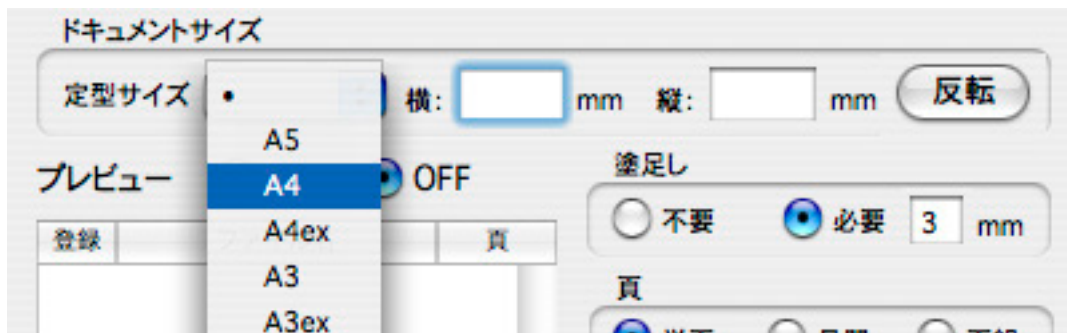 ドキュメントサイズ
定型サイズ • 横: mm 縦: mm 反転
A5
プレビュー A4 OFF
塗足し
不要 必要 3 mm
登録 A4ex 頁
A3
頁
A3ex